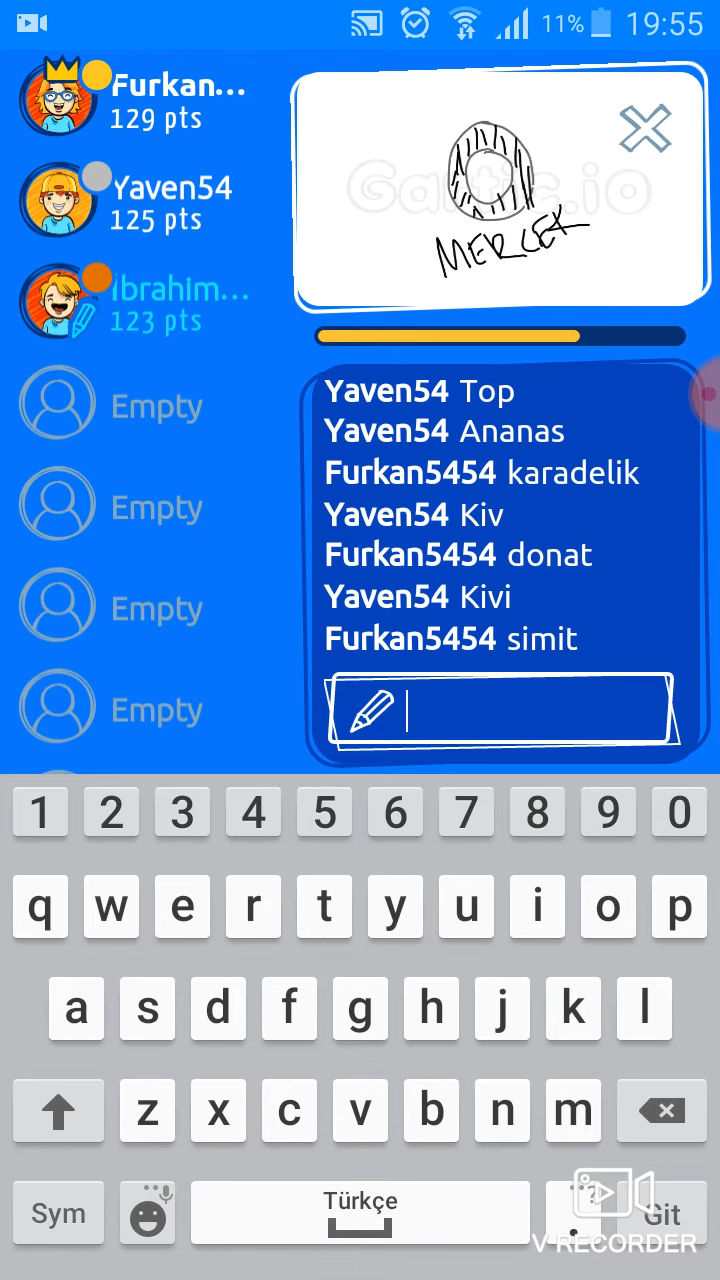 11% 19:55
Furkan...
129 pts
Yaven54
125 pts
Ibrahim...
123 pts
Empty
Empty
Empty
Empty
Gartic.io
MERCEK
Yaven54 Top
Yaven54 Ananas
Furkan5454 karadelik
Yaven54 Kiv
Furkan5454 donat
Yaven54 Kivi
Furkan5454 simit
1 2 3 4 5 6 7 8 9 0
q w e r t y u i o p
a s d f g h j k l
z x c v b n m
Sym Türkçe .? Git
V RECORDER